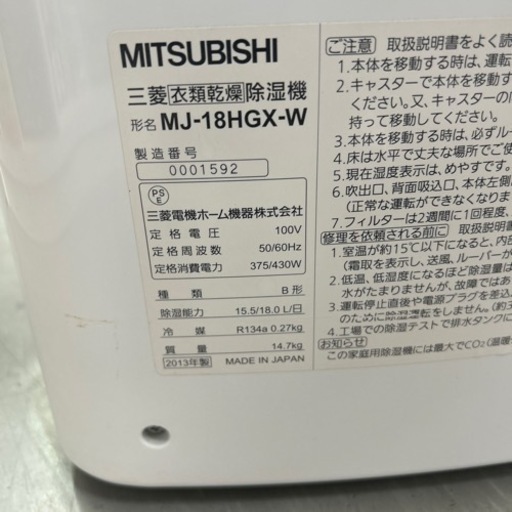 MITSUBISHI
三菱衣類乾燥除湿機
形名 MJ-18HGX-W
製造番号
0001592
PS
E
三菱電機ホーム機器株式会社
定格電圧 100V
定格周波数 50/60Hz
定格消費電力 375/430W
種類 B形
除湿能力 15.5/18.0 L/日
冷媒 R134a 0.27kg
質量 14.7kg
2013年製 MADE IN JAPAN
ご注意 取扱説明書をよく読
1.本体を移動する時は、運転
2.キャスターで本体を移動す
ください。又、キャスターの
持って移動してください。
3.本体を移動する時は、必ずルー
4.床は水平で丈夫な場所でご使
5.現在湿度表示は、めやすです。
6.吹出口、背面吸込口、本体左側
(正常な運転ができなくなりま
7.フィルターは2週間に1回程度、
修理を依頼される前に 取扱説明
1.室温が約15℃以下になると、内
(霜取を表示し、送風、ルーバーが
2.低温、低湿度になるほど除湿量は
水がたまりませんが、故障ではあ
3.運転停止直後や電源プラグを差込
のために除湿運転をしません。(約3
4.工場での除湿テストで排水タンクに
お知らせ
この家庭用除湿機には最大でCO2(温暖